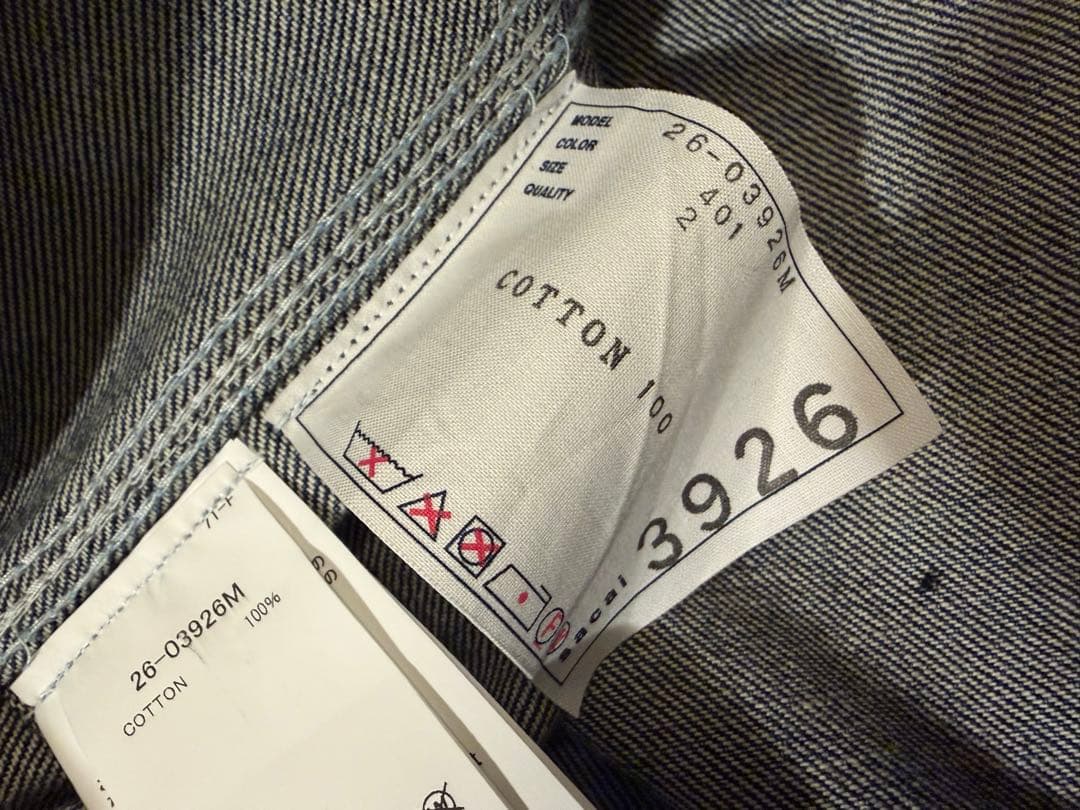 MODEL 26-03926M
COLOR 401
SIZE 2
QUALITY
COTTON 100
3926
sacai
26-03926M
COTTON 100%